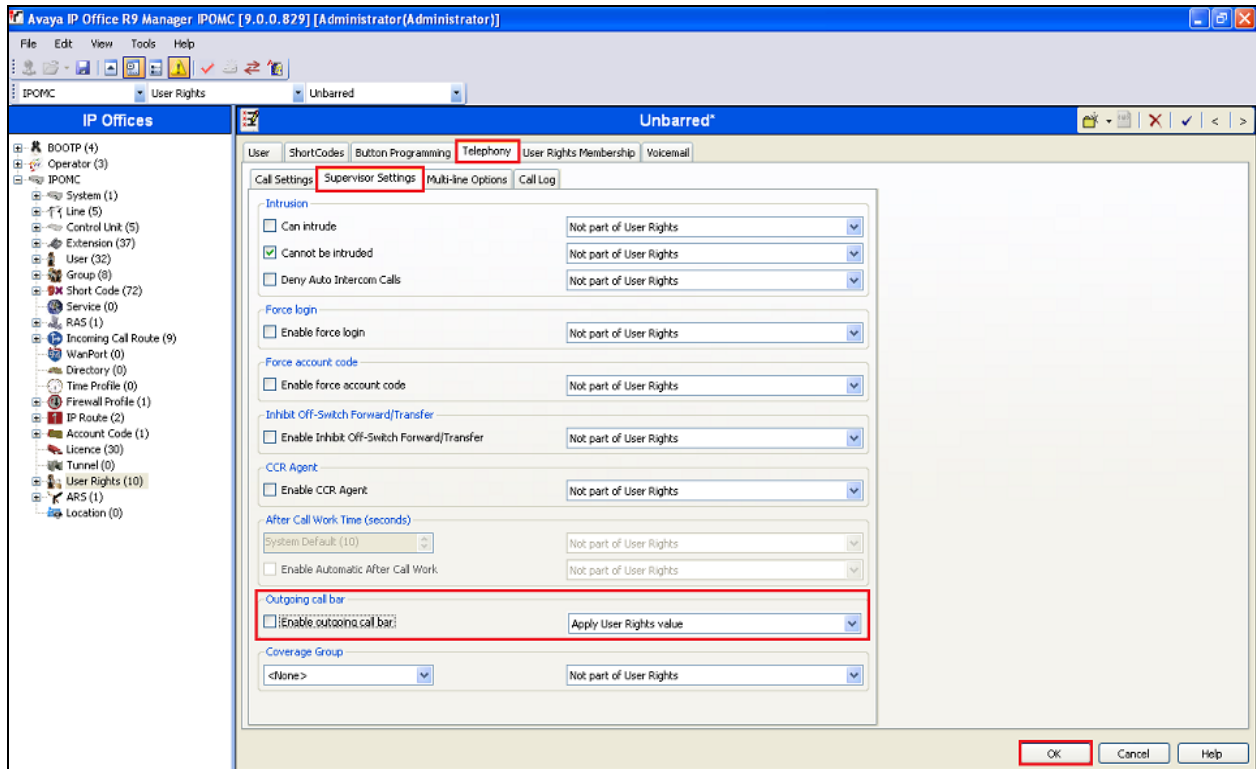 Avaya IP Office R9 Manager IPOMC [9.0.0.829] [Administrator(Administrator)]
File Edit View Tools Help
IPOMC User Rights Unbarred
IP Offices
BOOTP (4)
Operator (3)
IPOMC
System (1)
Line (5)
Control Unit (5)
Extension (37)
User (32)
Group (8)
Short Code (72)
Service (0)
RAS (1)
Incoming Call Route (9)
WanPort (0)
Directory (0)
Time Profile (0)
Firewall Profile (1)
IP Route (2)
Account Code (1)
Licence (30)
Tunnel (0)
User Rights (10)
ARS (1)
Location (0)
Unbarred*
User ShortCodes Button Programming Telephony User Rights Membership Voicemail
Call Settings Supervisor Settings Multi-line Options Call Log
Intrusion
Can intrude Not part of User Rights
Cannot be intruded Not part of User Rights
Deny Auto Intercom Calls Not part of User Rights
Force login
Enable force login Not part of User Rights
Force account code
Enable force account code Not part of User Rights
Inhibit Off-Switch Forward/Transfer
Enable Inhibit Off-Switch Forward/Transfer Not part of User Rights
CCR Agent
Enable CCR Agent Not part of User Rights
After Call Work Time (seconds)
System Default (10) Not part of User Rights
Enable Automatic After Call Work Not part of User Rights
Outgoing call bar
Enable outgoing call bar Apply User Rights value
Coverage Group
<None> Not part of User Rights
OK Cancel Help